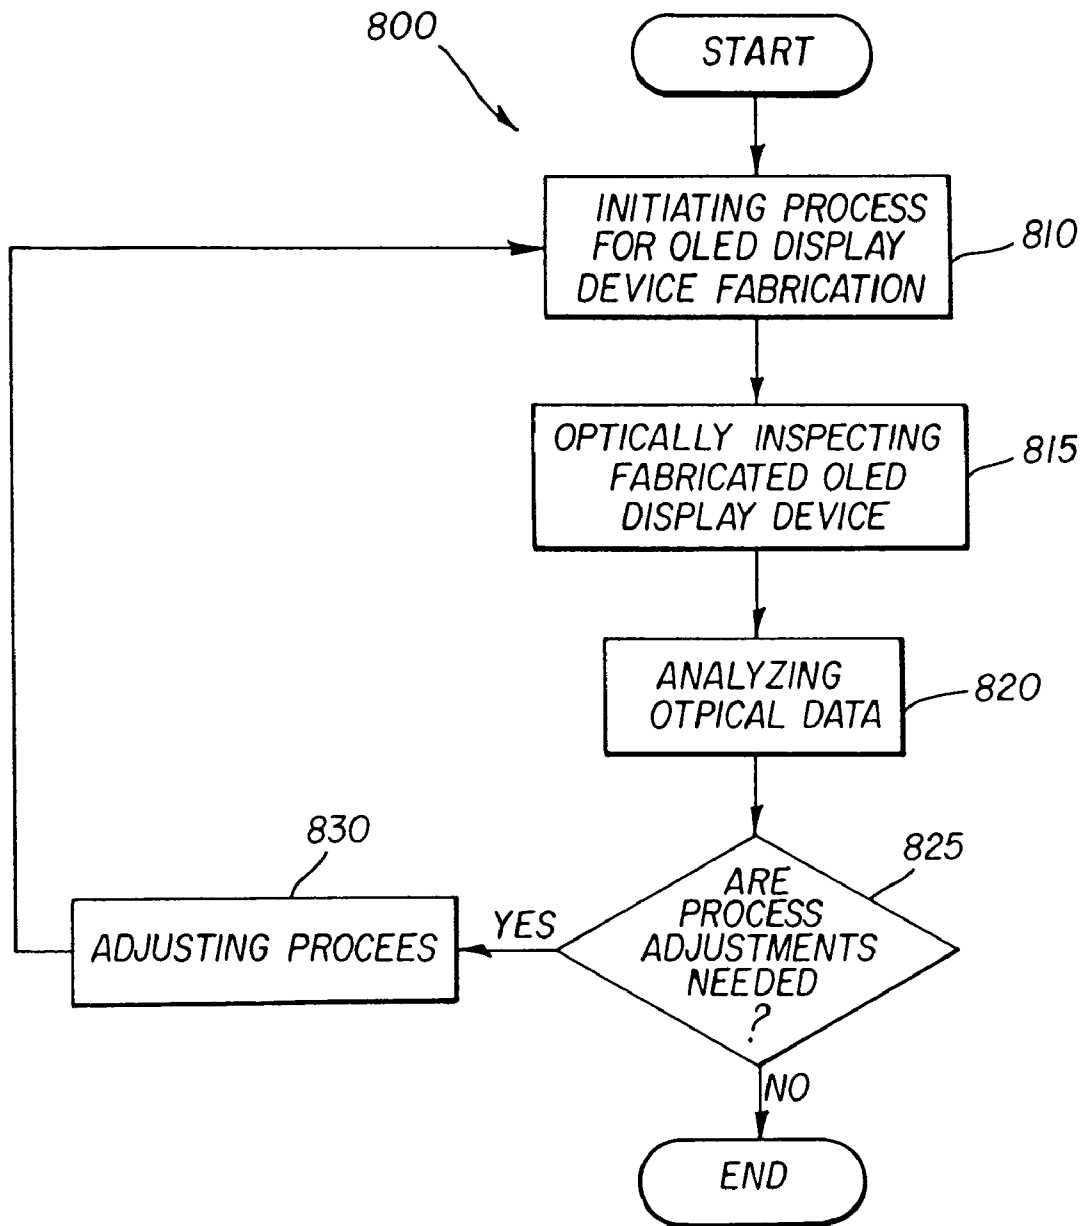 800
START
INITIATING PROCESS
FOR OLED DISPLAY
DEVICE FABRICATION
810
OPTICALLY INSPECTING
FABRICATED OLED
DISPLAY DEVICE
815
ANALYZING
OTPICAL DATA
820
830
ADJUSTING PROCEES
YES
825
ARE
PROCESS
ADJUSTMENTS
NEEDED
?
NO
END